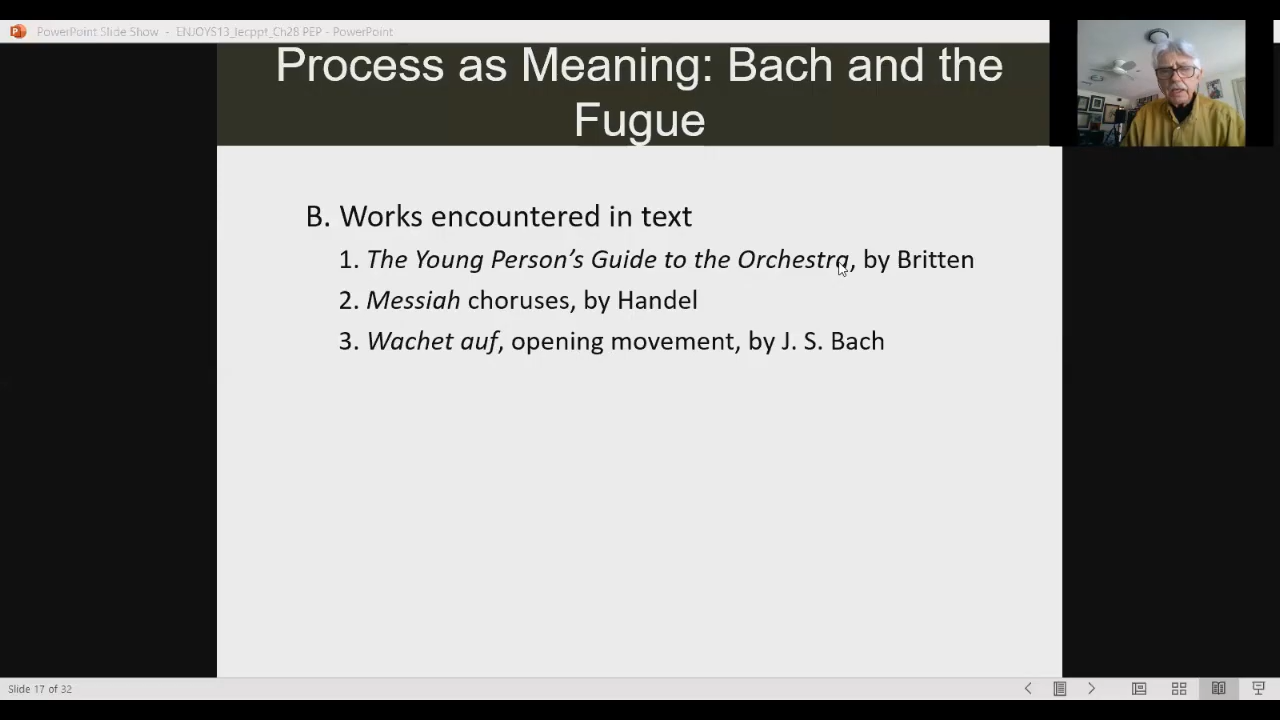 PowerPoint Slide Show - ENJOYS13_lecppt_Ch28 PEP - PowerPoint
Process as Meaning: Bach and the
Fugue
B. Works encountered in text
1. The Young Person’s Guide to the Orchestra, by Britten
2. Messiah choruses, by Handel
3. Wachet auf, opening movement, by J. S. Bach
Slide 17 of 32